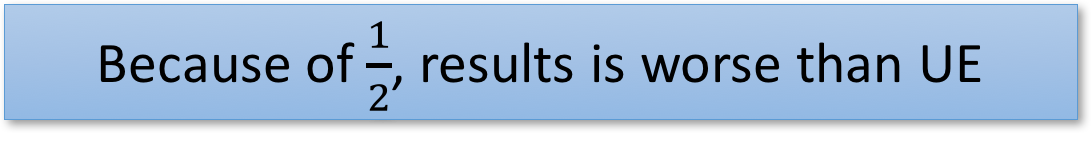 Because of 1/2, results is worse than UE